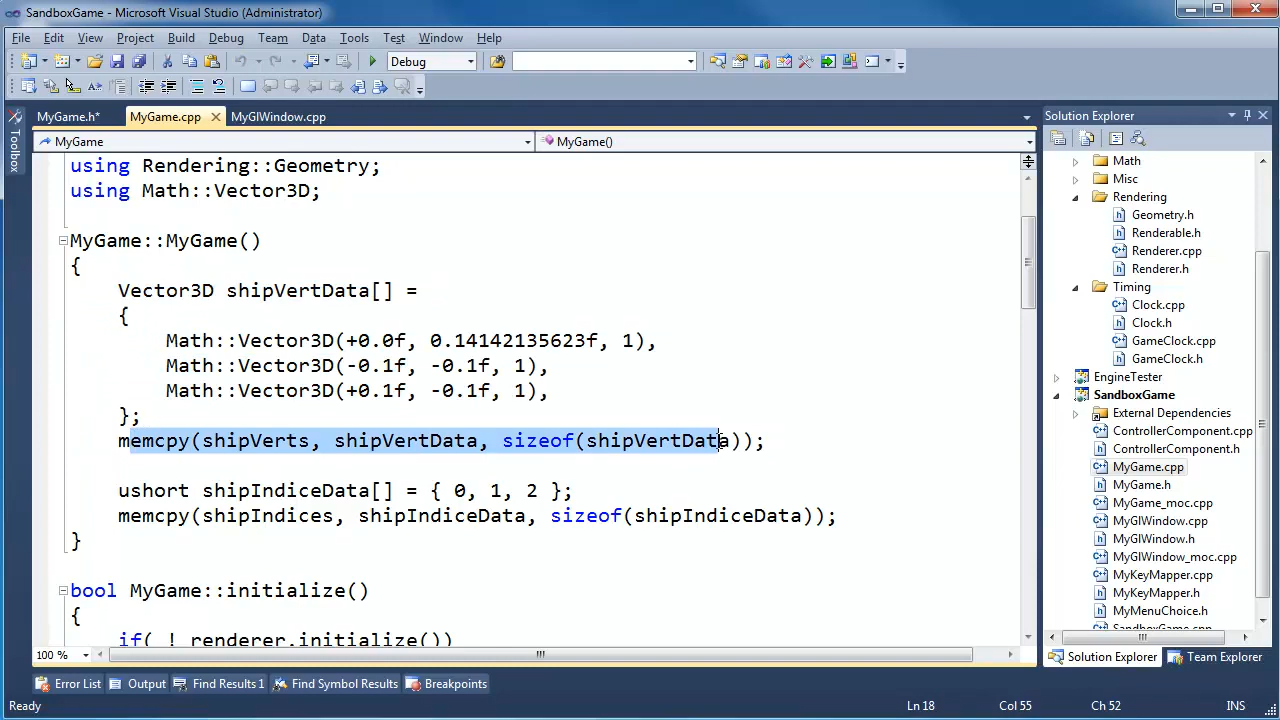 SandboxGame - Microsoft Visual Studio (Administrator)
File Edit View Project Build Debug Team Data Tools Test Window Help
Debug
MyGame.h* MyGame.cpp MyGlWindow.cpp
MyGame MyGame()
using Rendering::Geometry;
using Math::Vector3D;
MyGame::MyGame()
{
Vector3D shipVertData[] =
{
Math::Vector3D(+0.0f, 0.14142135623f, 1),
Math::Vector3D(-0.1f, -0.1f, 1),
Math::Vector3D(+0.1f, -0.1f, 1),
};
memcpy(shipVerts, shipVertData, sizeof(shipVertData));
ushort shipIndiceData[] = { 0, 1, 2 };
memcpy(shipIndices, shipIndiceData, sizeof(shipIndiceData));
}
bool MyGame::initialize()
{
if( ! renderer.initialize())
100 %
Toolbox
Solution Explorer
Math
Misc
Rendering
Geometry.h
Renderable.h
Renderer.cpp
Renderer.h
Timing
Clock.cpp
Clock.h
GameClock.cpp
GameClock.h
EngineTester
SandboxGame
External Dependencies
ControllerComponent.cpp
ControllerComponent.h
MyGame.cpp
MyGame.h
MyGame_moc.cpp
MyGlWindow.cpp
MyGlWindow.h
MyGlWindow_moc.cpp
MyKeyMapper.cpp
MyKeyMapper.h
MyMenuChoice.h
SandboxGame.cpp
Solution Explorer Team Explorer
Error List Output Find Results 1 Find Symbol Results Breakpoints
Ready Ln 18 Col 55 Ch 52 INS